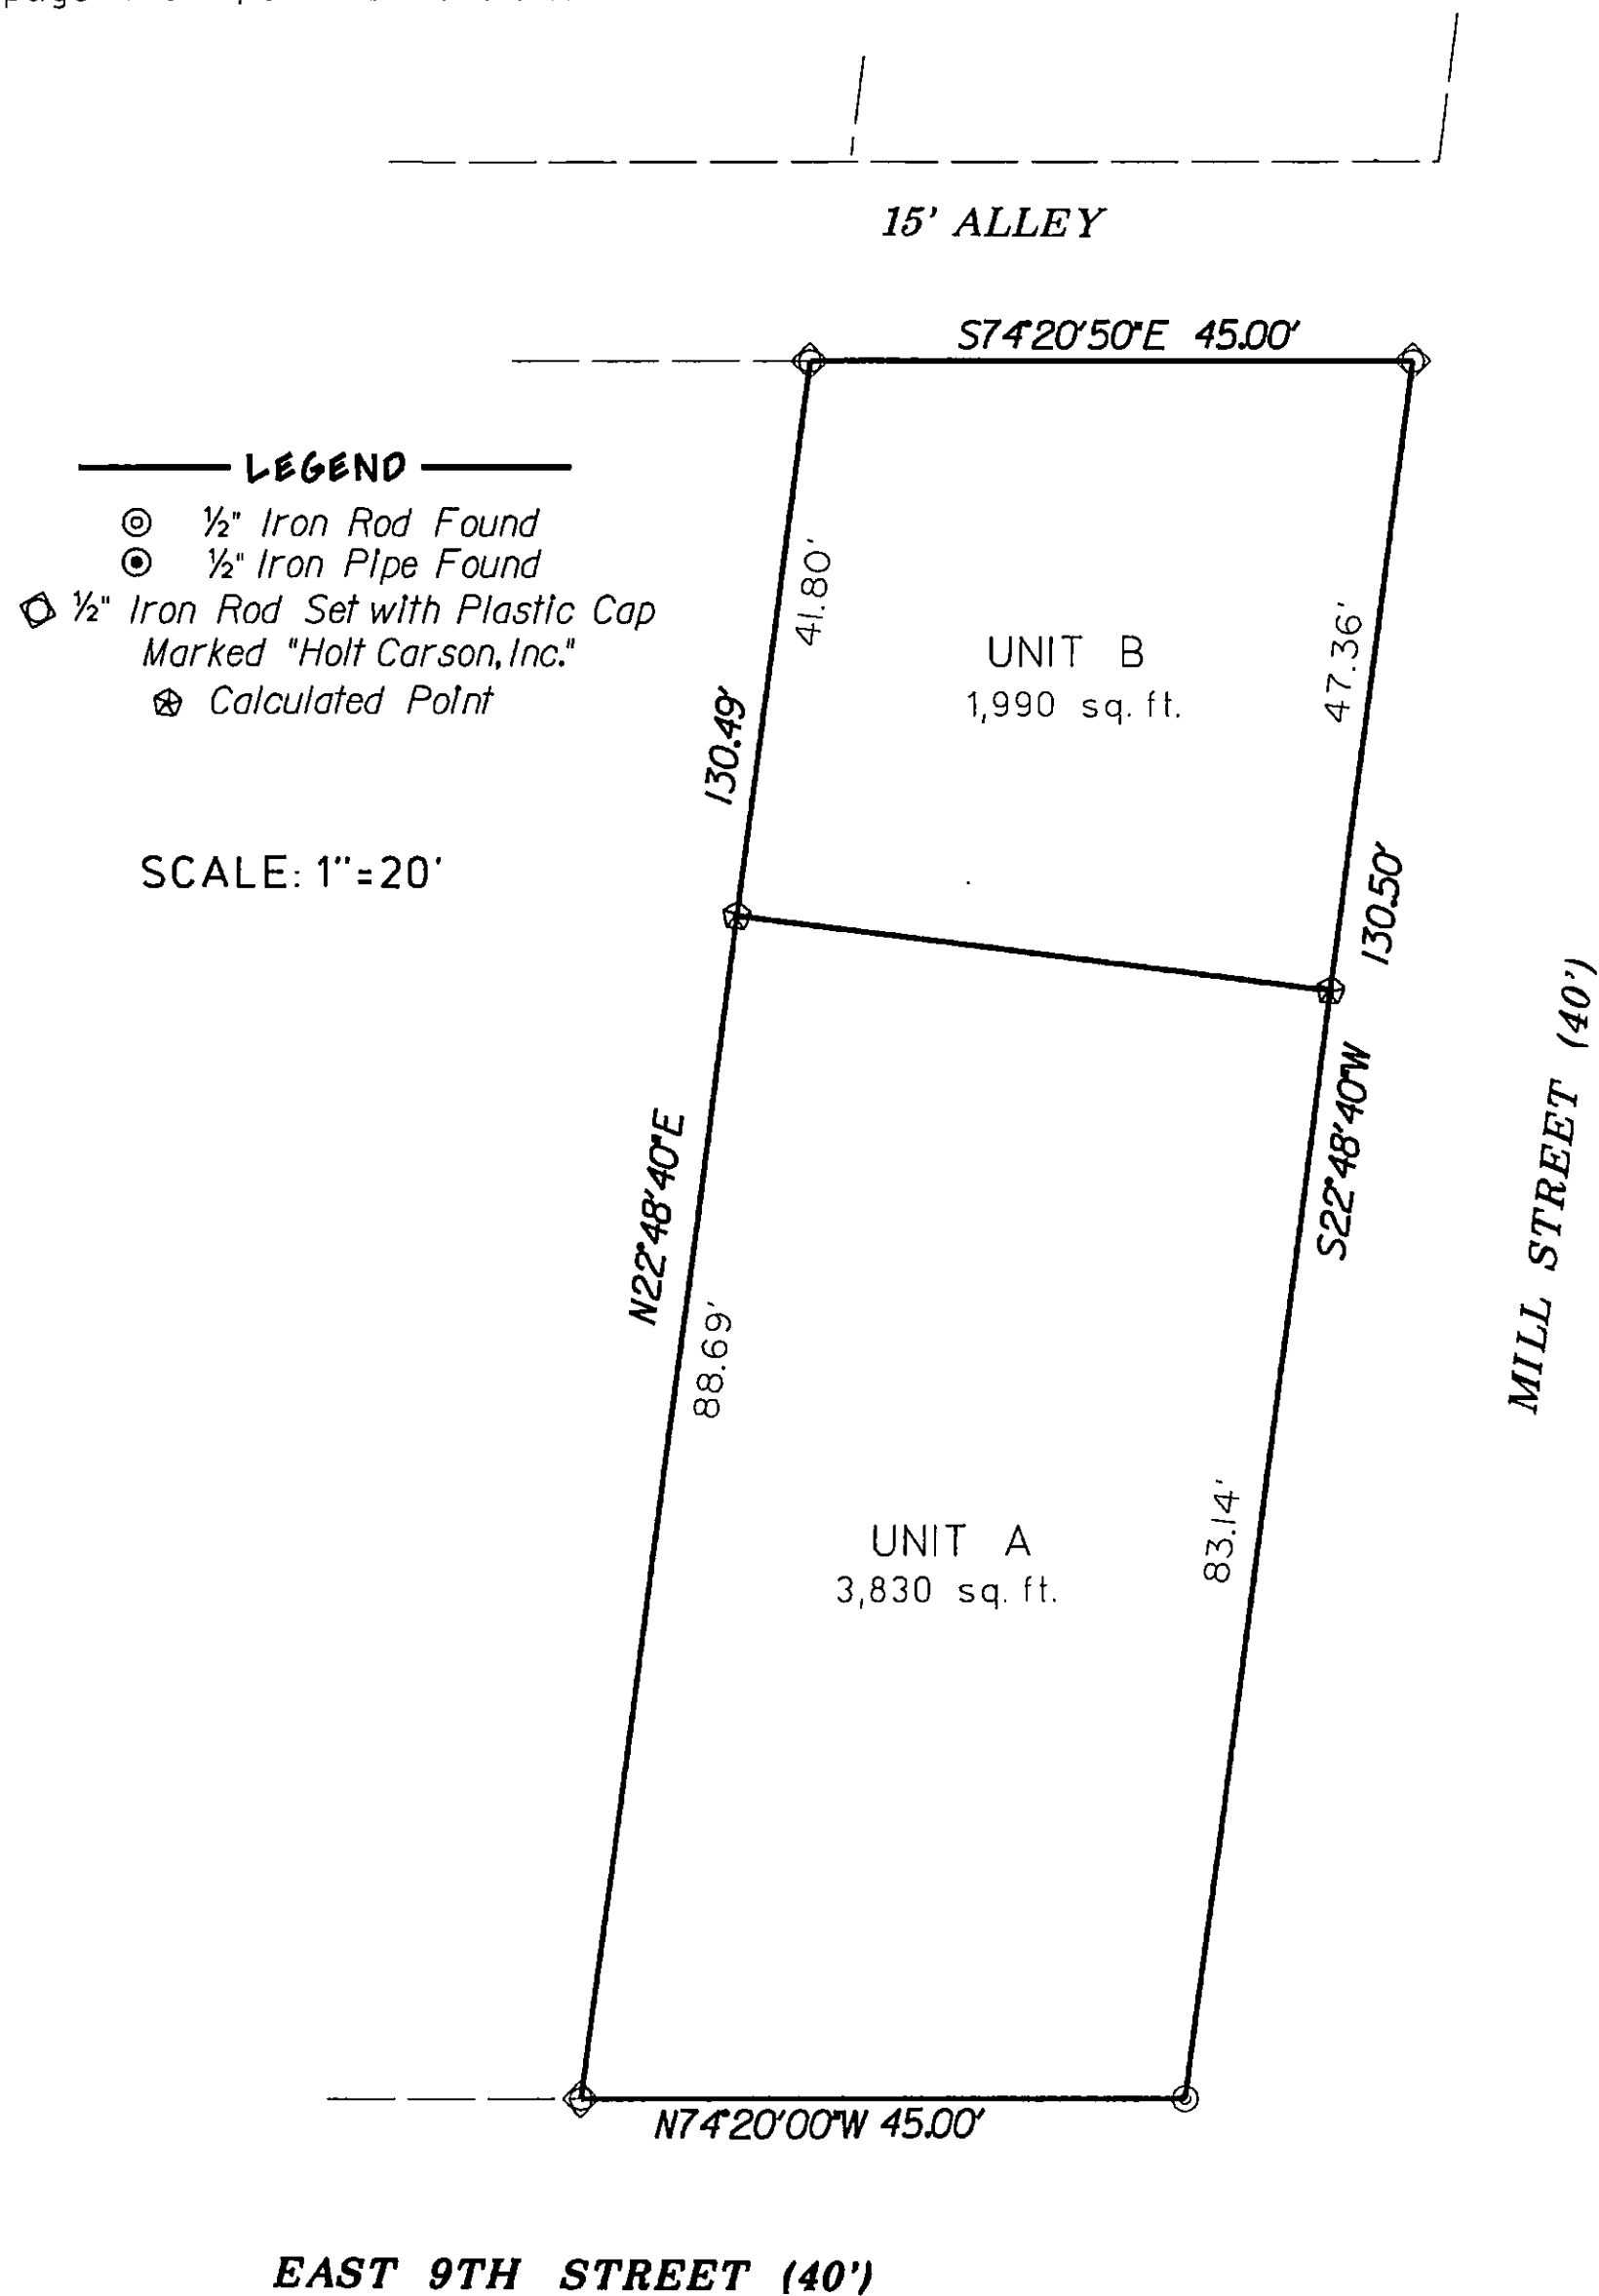 15' ALLEY
S74°20'50"E 45.00'
LEGEND
½" Iron Rod Found
½" Iron Pipe Found
½" Iron Rod Set with Plastic Cap
Marked "Holt Carson, Inc."
Calculated Point
41.80'
UNIT B
1,990 sq. ft.
47.36'
130.49'
SCALE: 1"=20'
130.50'
MILL STREET (40')
S22°48'40"W
N22°48'40"E
88.69'
83.14'
UNIT A
3,830 sq. ft.
N74°20'00"W 45.00'
EAST 9TH STREET (40')